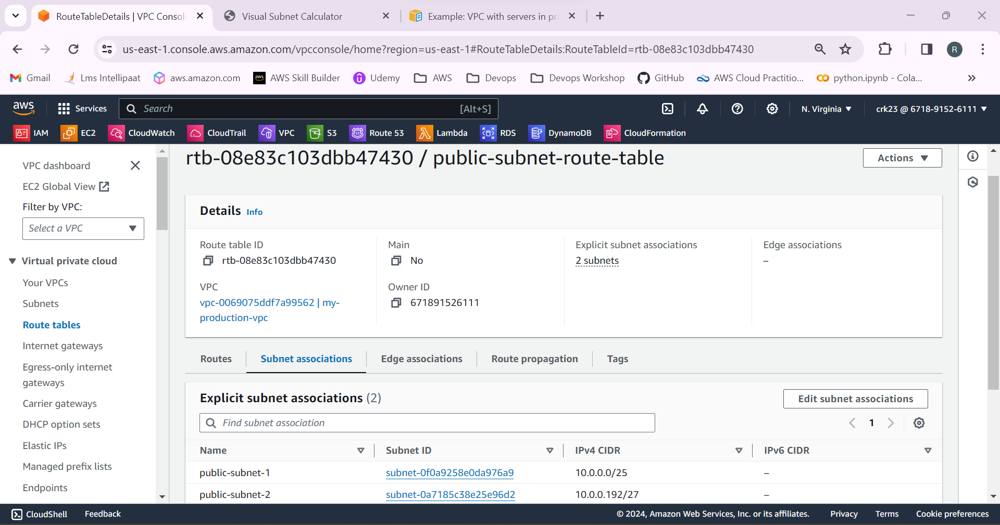 RouteTableDetails | VPC Consol
Visual Subnet Calculator
Example: VPC with servers in pri
us-east-1.console.aws.amazon.com/vpcconsole/home?region=us-east-1#RouteTableDetails:RouteTableId=rtb-08e83c103dbb47430
R
Gmail
Lms Intellipaat
aws.amazon.com
aws
AWS Skill Builder
Udemy
AWS
Devops
Devops Workshop
GitHub
AWS Cloud Practitio...
python.ipynb - Cola...
aws
Services
Search
[Alt+S]
N. Virginia
crk23 @ 6718-9152-6111
IAM
EC2
CloudWatch
CloudTrail
VPC
S3
Route 53
Lambda
RDS
DynamoDB
CloudFormation
VPC dashboard
EC2 Global View
Filter by VPC:
Select a VPC
Virtual private cloud
Your VPCs
Subnets
Route tables
Internet gateways
Egress-only internet
gateways
Carrier gateways
DHCP option sets
Elastic IPs
Managed prefix lists
Endpoints
rtb-08e83c103dbb47430 / public-subnet-route-table
Actions
Details Info
Route table ID
rtb-08e83c103dbb47430
Main
No
Explicit subnet associations
2 subnets
Edge associations
–
VPC
vpc-0069075ddf7a99562 | my-
production-vpc
Owner ID
671891526111
Routes
Subnet associations
Edge associations
Route propagation
Tags
Explicit subnet associations (2)
Edit subnet associations
Find subnet association
1
Name
Subnet ID
IPv4 CIDR
IPv6 CIDR
public-subnet-1
subnet-0f0a9258e0da976a9
10.0.0.0/25
–
public-subnet-2
subnet-0a7185c38e25e96d2
10.0.0.192/27
–
CloudShell
Feedback
© 2024, Amazon Web Services, Inc. or its affiliates.
Privacy
Terms
Cookie preferences